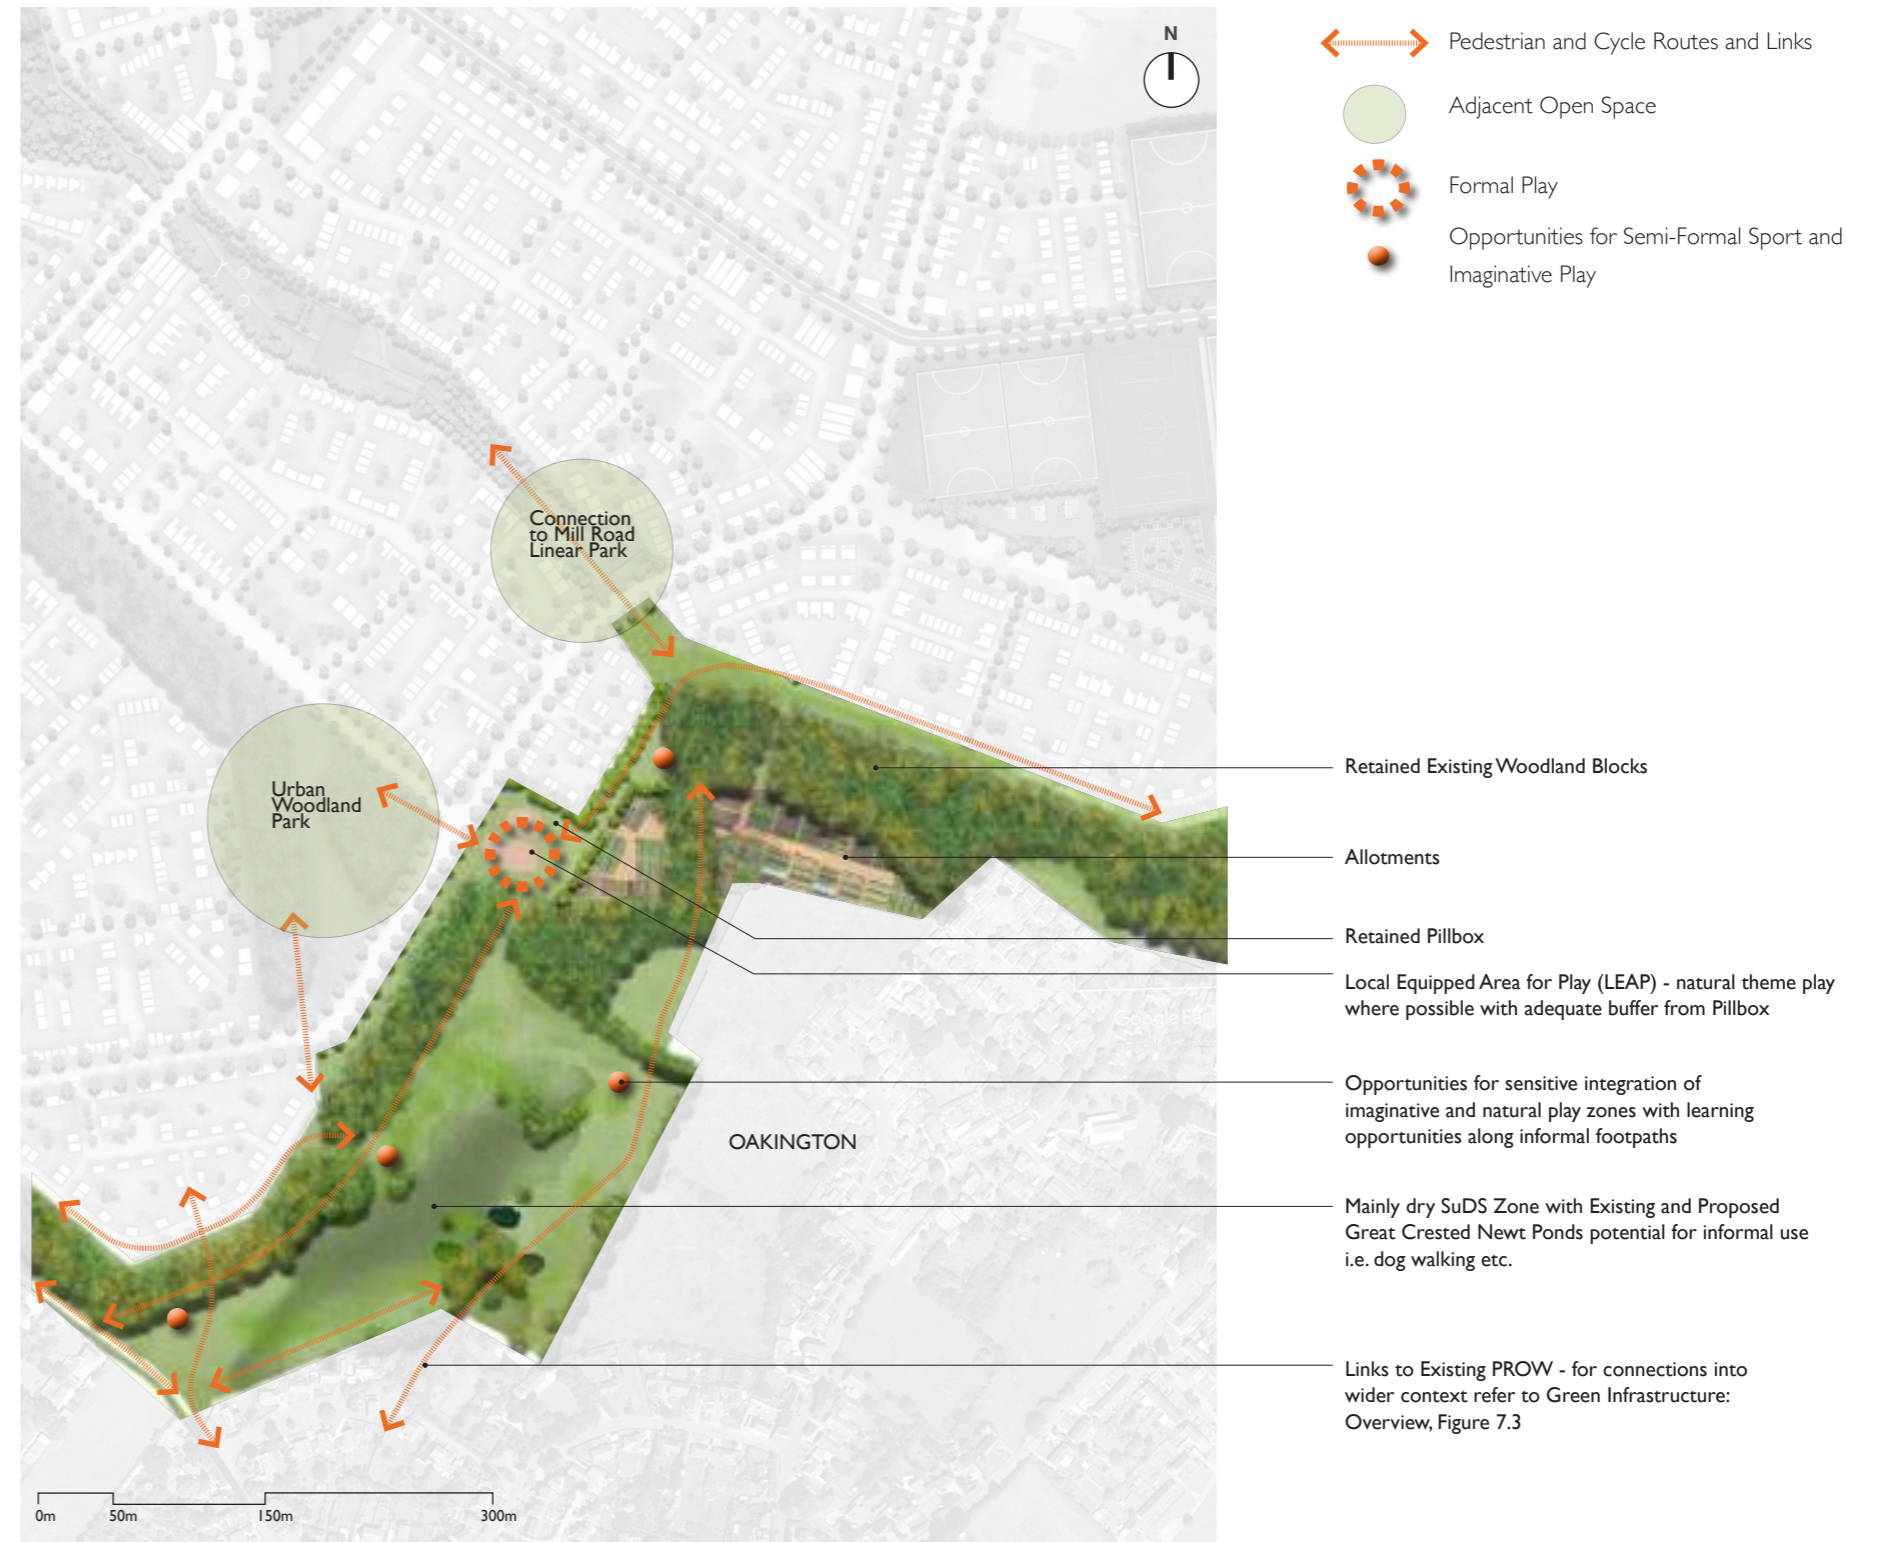 N
Pedestrian and Cycle Routes and Links
Adjacent Open Space
Formal Play
Opportunities for Semi-Formal Sport and
Imaginative Play
Connection
to Mill Road
Linear Park
Urban
Woodland
Park
Retained Existing Woodland Blocks
Allotments
Retained Pillbox
Local Equipped Area for Play (LEAP) - natural theme play
where possible with adequate buffer from Pillbox
Google
Opportunities for sensitive integration of
imaginative and natural play zones with learning
opportunities along informal footpaths
OAKINGTON
Mainly dry SuDS Zone with Existing and Proposed
Great Crested Newt Ponds potential for informal use
i.e. dog walking etc.
Links to Existing PROW - for connections into
wider context refer to Green Infrastructure:
Overview, Figure 7.3
0m 50m 150m 300m